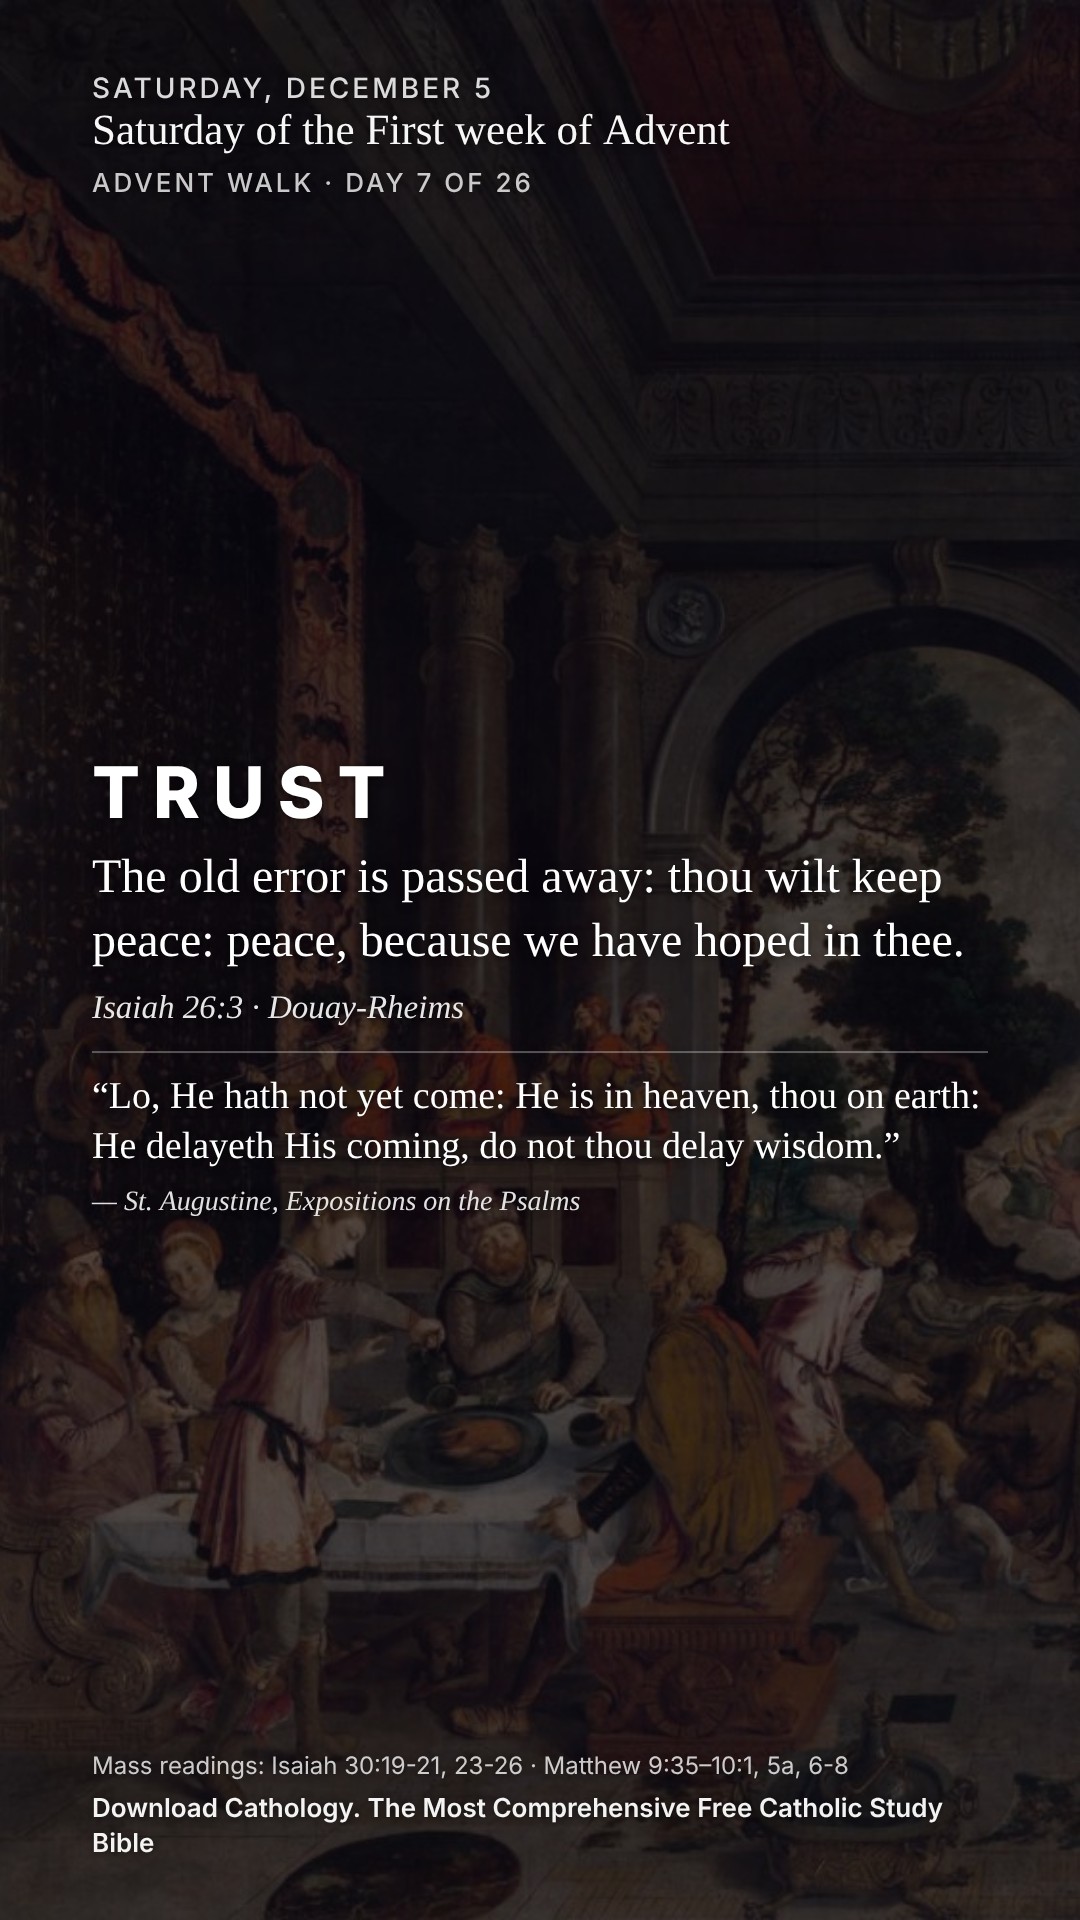 SATURDAY, DECEMBER 5
Saturday of the First week of Advent
ADVENT WALK · DAY 7 OF 26
TRUST
The old error is passed away: thou wilt keep
peace: peace, because we have hoped in thee.
Isaiah 26:3 · Douay-Rheims
“Lo, He hath not yet come: He is in heaven, thou on earth:
He delayeth His coming, do not thou delay wisdom.”
— St. Augustine, Expositions on the Psalms
Mass readings: Isaiah 30:19-21, 23-26 · Matthew 9:35–10:1, 5a, 6-8
Download Cathology. The Most Comprehensive Free Catholic Study
Bible